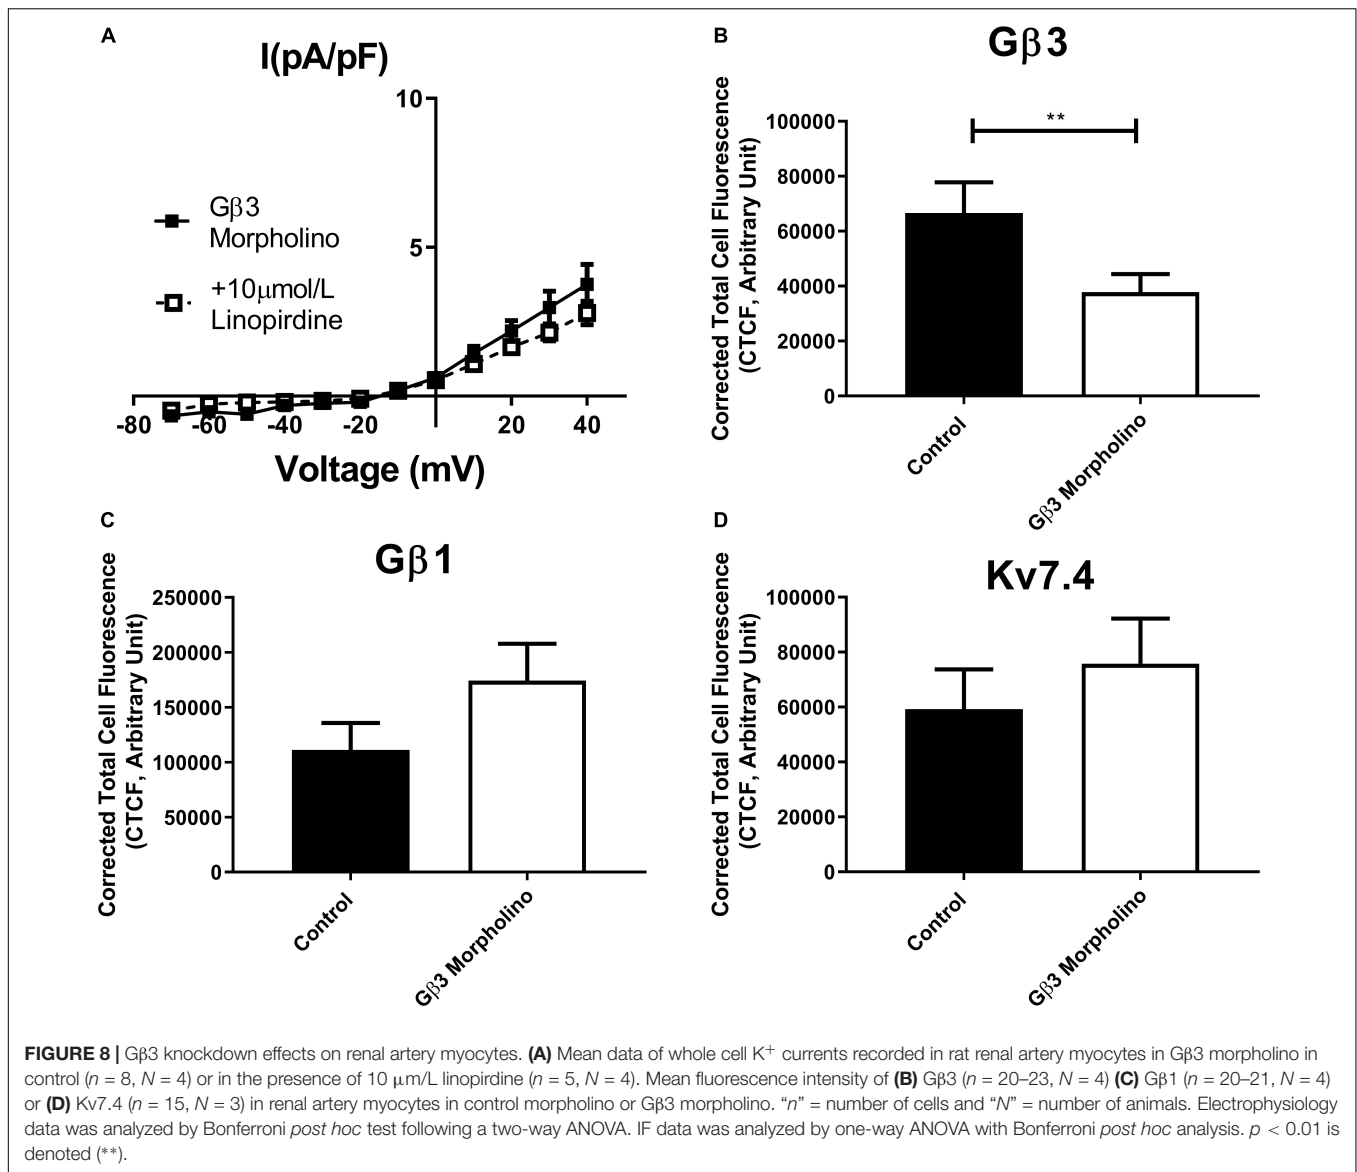 A
I(pA/pF)
10
5
Gβ3
Morpholino
+10μmol/L
Linopirdine
-80 -60 -40 -20 20 40
Voltage (mV)
B
Gβ3
Corrected Total Cell Fluorescence
(CTCF, Arbitrary Unit)
**
100000
80000
60000
40000
20000
0
Control
Gβ3 Morpholino
C
Gβ1
Corrected Total Cell Fluorescence
(CTCF, Arbitrary Unit)
250000
200000
150000
100000
50000
0
Control
Gβ3 Morpholino
D
Kv7.4
Corrected Total Cell Fluorescence
(CTCF, Arbitrary Unit)
100000
80000
60000
40000
20000
0
Control
Gβ3 Morpholino
FIGURE 8 | Gβ3 knockdown effects on renal artery myocytes. (A) Mean data of whole cell K+ currents recorded in rat renal artery myocytes in Gβ3 morpholino in
control (n = 8, N = 4) or in the presence of 10 μm/L linopirdine (n = 5, N = 4). Mean fluorescence intensity of (B) Gβ3 (n = 20–23, N = 4) (C) Gβ1 (n = 20–21, N = 4)
or (D) Kv7.4 (n = 15, N = 3) in renal artery myocytes in control morpholino or Gβ3 morpholino. “n” = number of cells and “N” = number of animals. Electrophysiology
data was analyzed by Bonferroni post hoc test following a two-way ANOVA. IF data was analyzed by one-way ANOVA with Bonferroni post hoc analysis. p < 0.01 is
denoted (**).